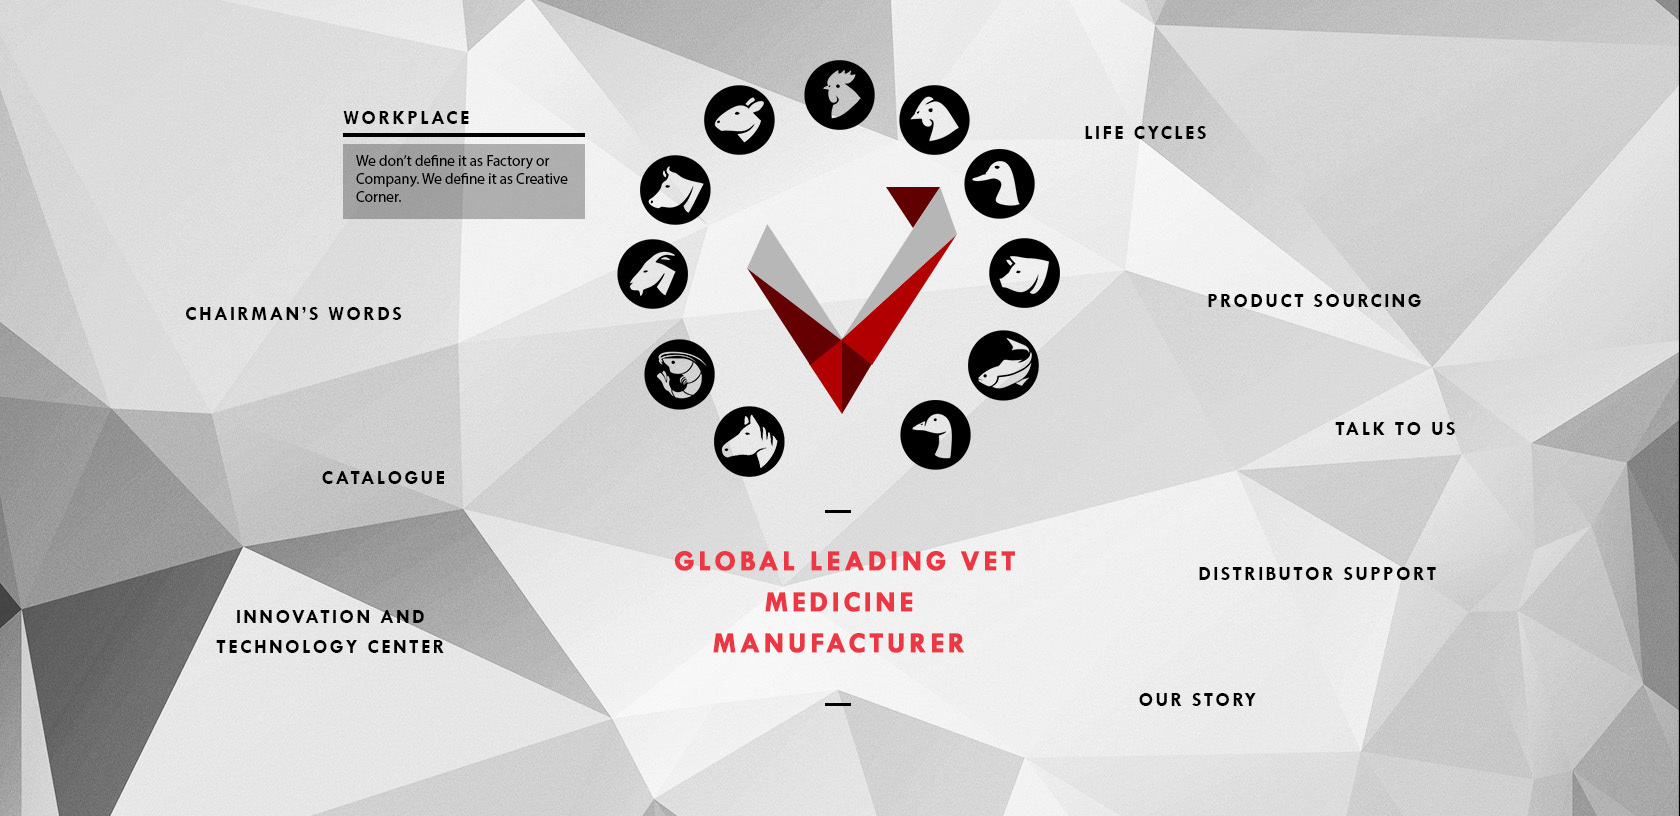 WORKPLACE
We don't define it as Factory or
Company. We define it as Creative
Corner.
LIFE CYCLES
CHAIRMAN'S WORDS
PRODUCT SOURCING
TALK TO US
CATALOGUE
GLOBAL LEADING VET
MEDICINE
MANUFACTURER
DISTRIBUTOR SUPPORT
INNOVATION AND
TECHNOLOGY CENTER
OUR STORY